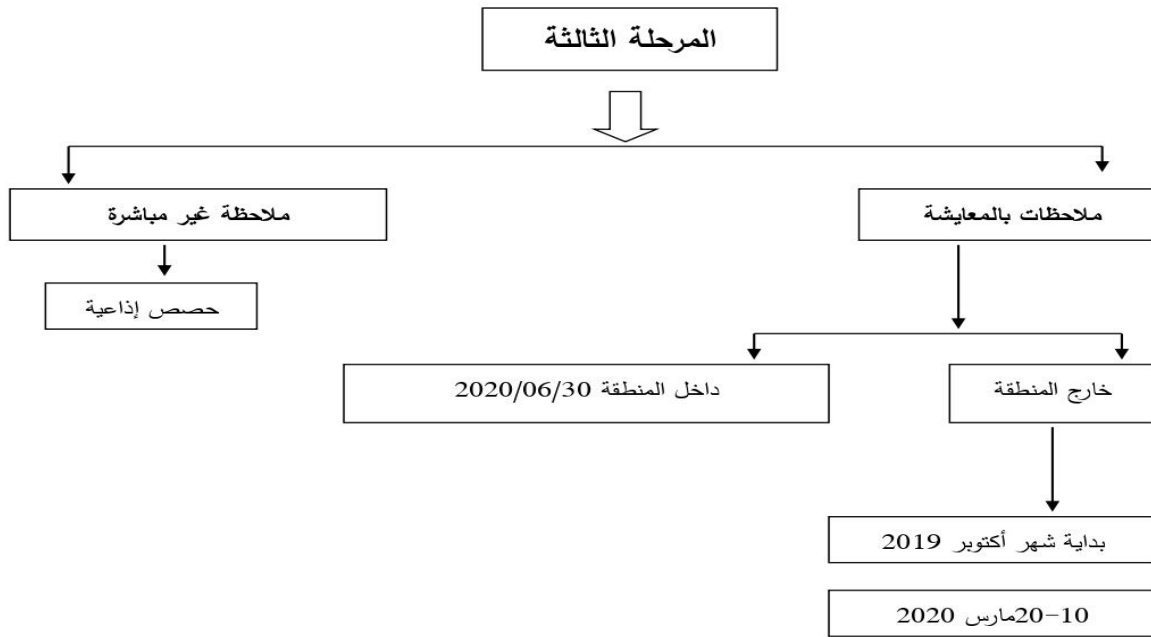 المرحلة الثالثة
ملاحظات بالمعايشة
ملاحظة غير مباشرة
حصص إذاعية
خارج المنطقة
داخل المنطقة 2020/06/30
بداية شهر أكتوبر 2019
10-20مارس 2020